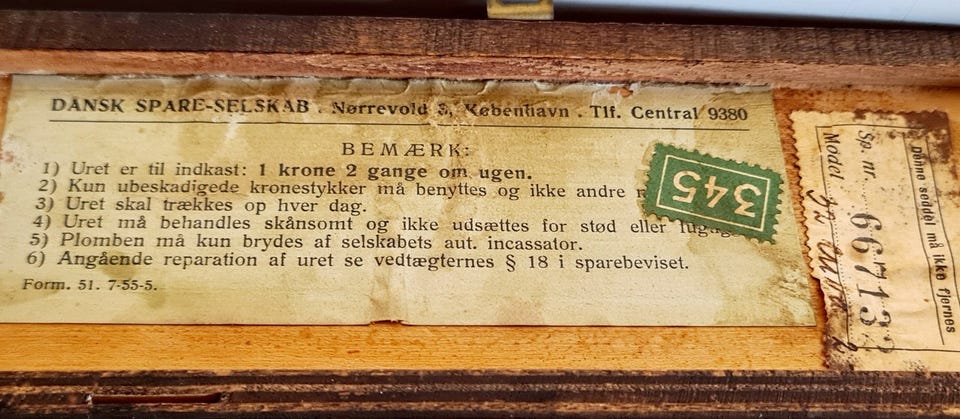 DANSK SPARE-SELSKAB . Nørrevold 3, København . Tlf. Central 9380
BEMÆRK:
1) Uret er til indkast: 1 krone 2 gange om ugen.
2) Kun ubeskadigede kronestykker må benyttes og ikke andre
3) Uret skal trækkes op hver dag.
4) Uret må behandles skånsomt og ikke udsættes for stød eller
5) Plomben må kun brydes af selskabets aut. incassator.
6) Angående reparation af uret se vedtægternes § 18 i sparebeviset.
Form. 51. 7-55-5.
345
Denne seddel må ikke fjernes
Sp. nr. 66713
Model